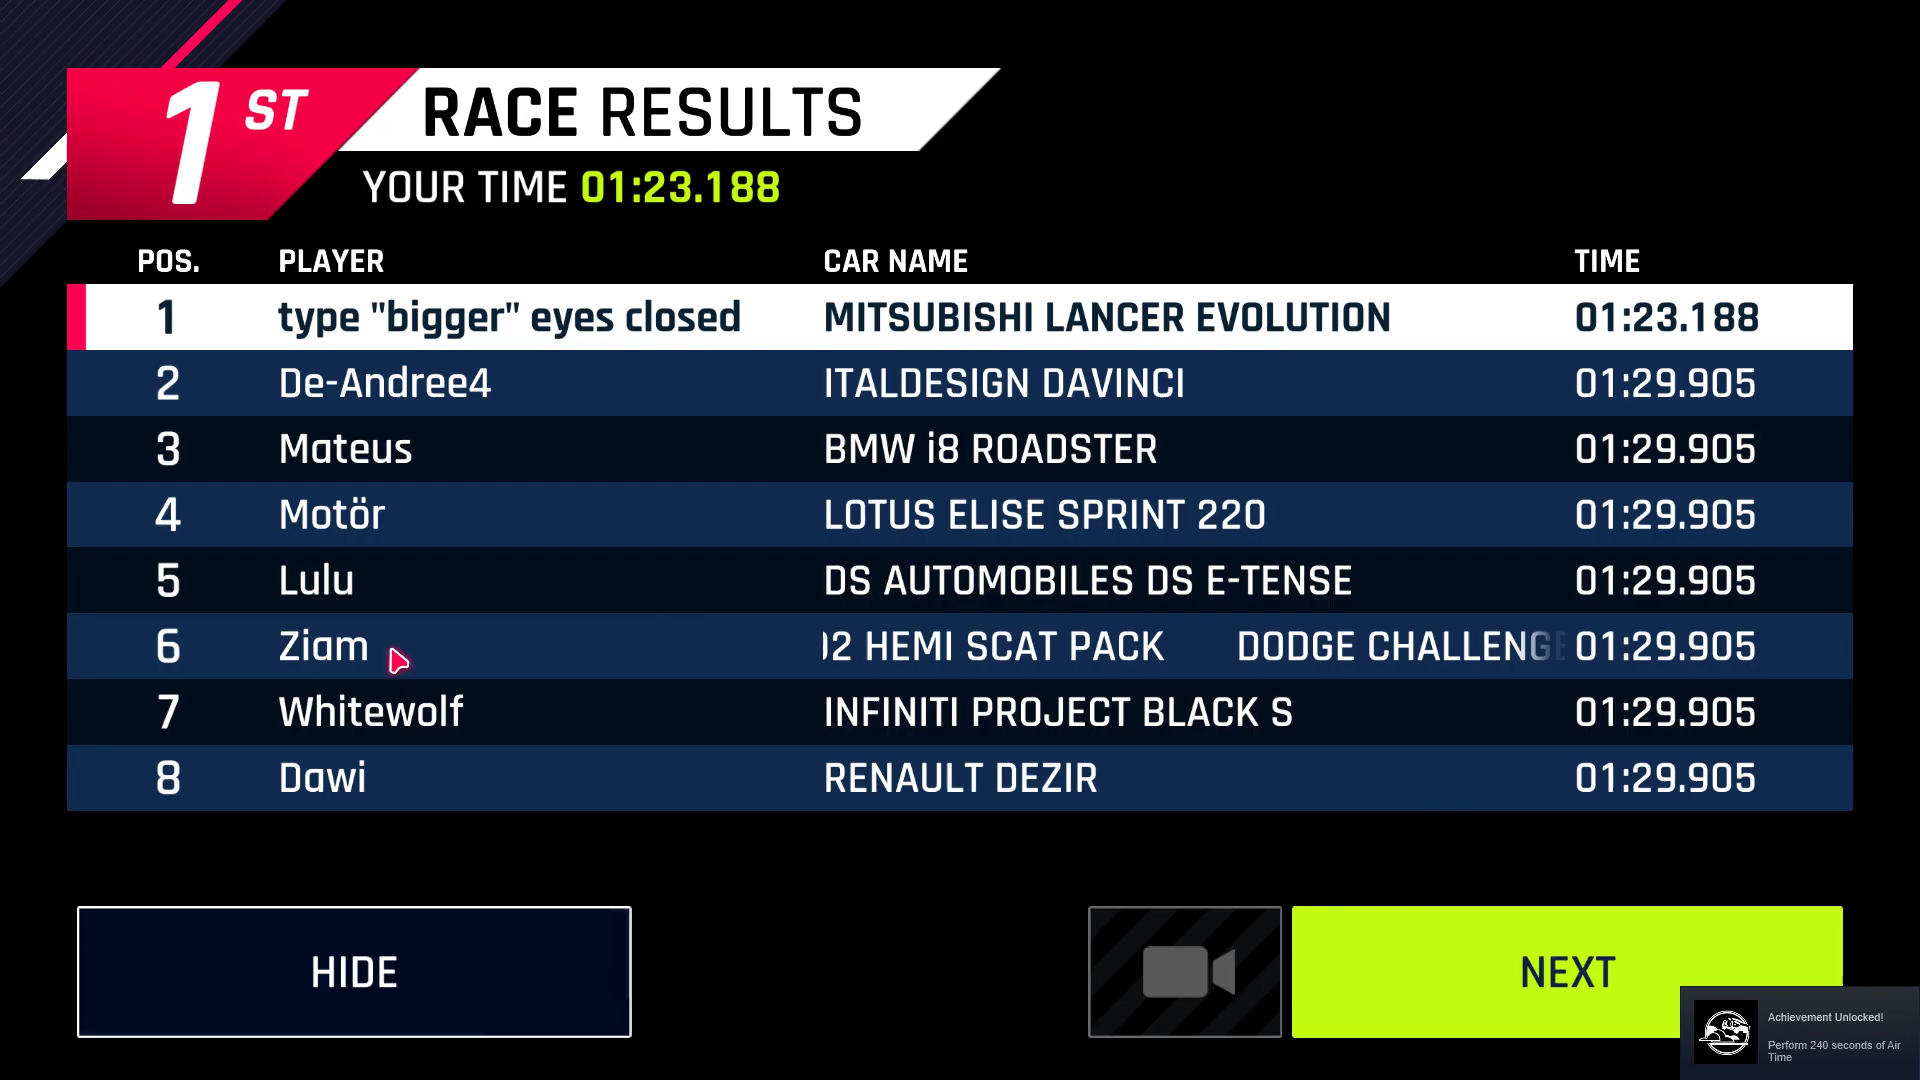 1 ST
RACE RESULTS
YOUR TIME 01:23.188
POS. PLAYER CAR NAME TIME
1 type "bigger" eyes closed MITSUBISHI LANCER EVOLUTION 01:23.188
2 De-Andree4 ITALDESIGN DAVINCI 01:29.905
3 Mateus BMW i8 ROADSTER 01:29.905
4 Motör LOTUS ELISE SPRINT 220 01:29.905
5 Lulu DS AUTOMOBILES DS E-TENSE 01:29.905
6 Ziam 2 HEMI SCAT PACK DODGE CHALLENGE 01:29.905
7 Whitewolf INFINITI PROJECT BLACK S 01:29.905
8 Dawi RENAULT DEZIR 01:29.905
HIDE
NEXT
Achievement Unlocked!
Perform 240 seconds of Air
Time